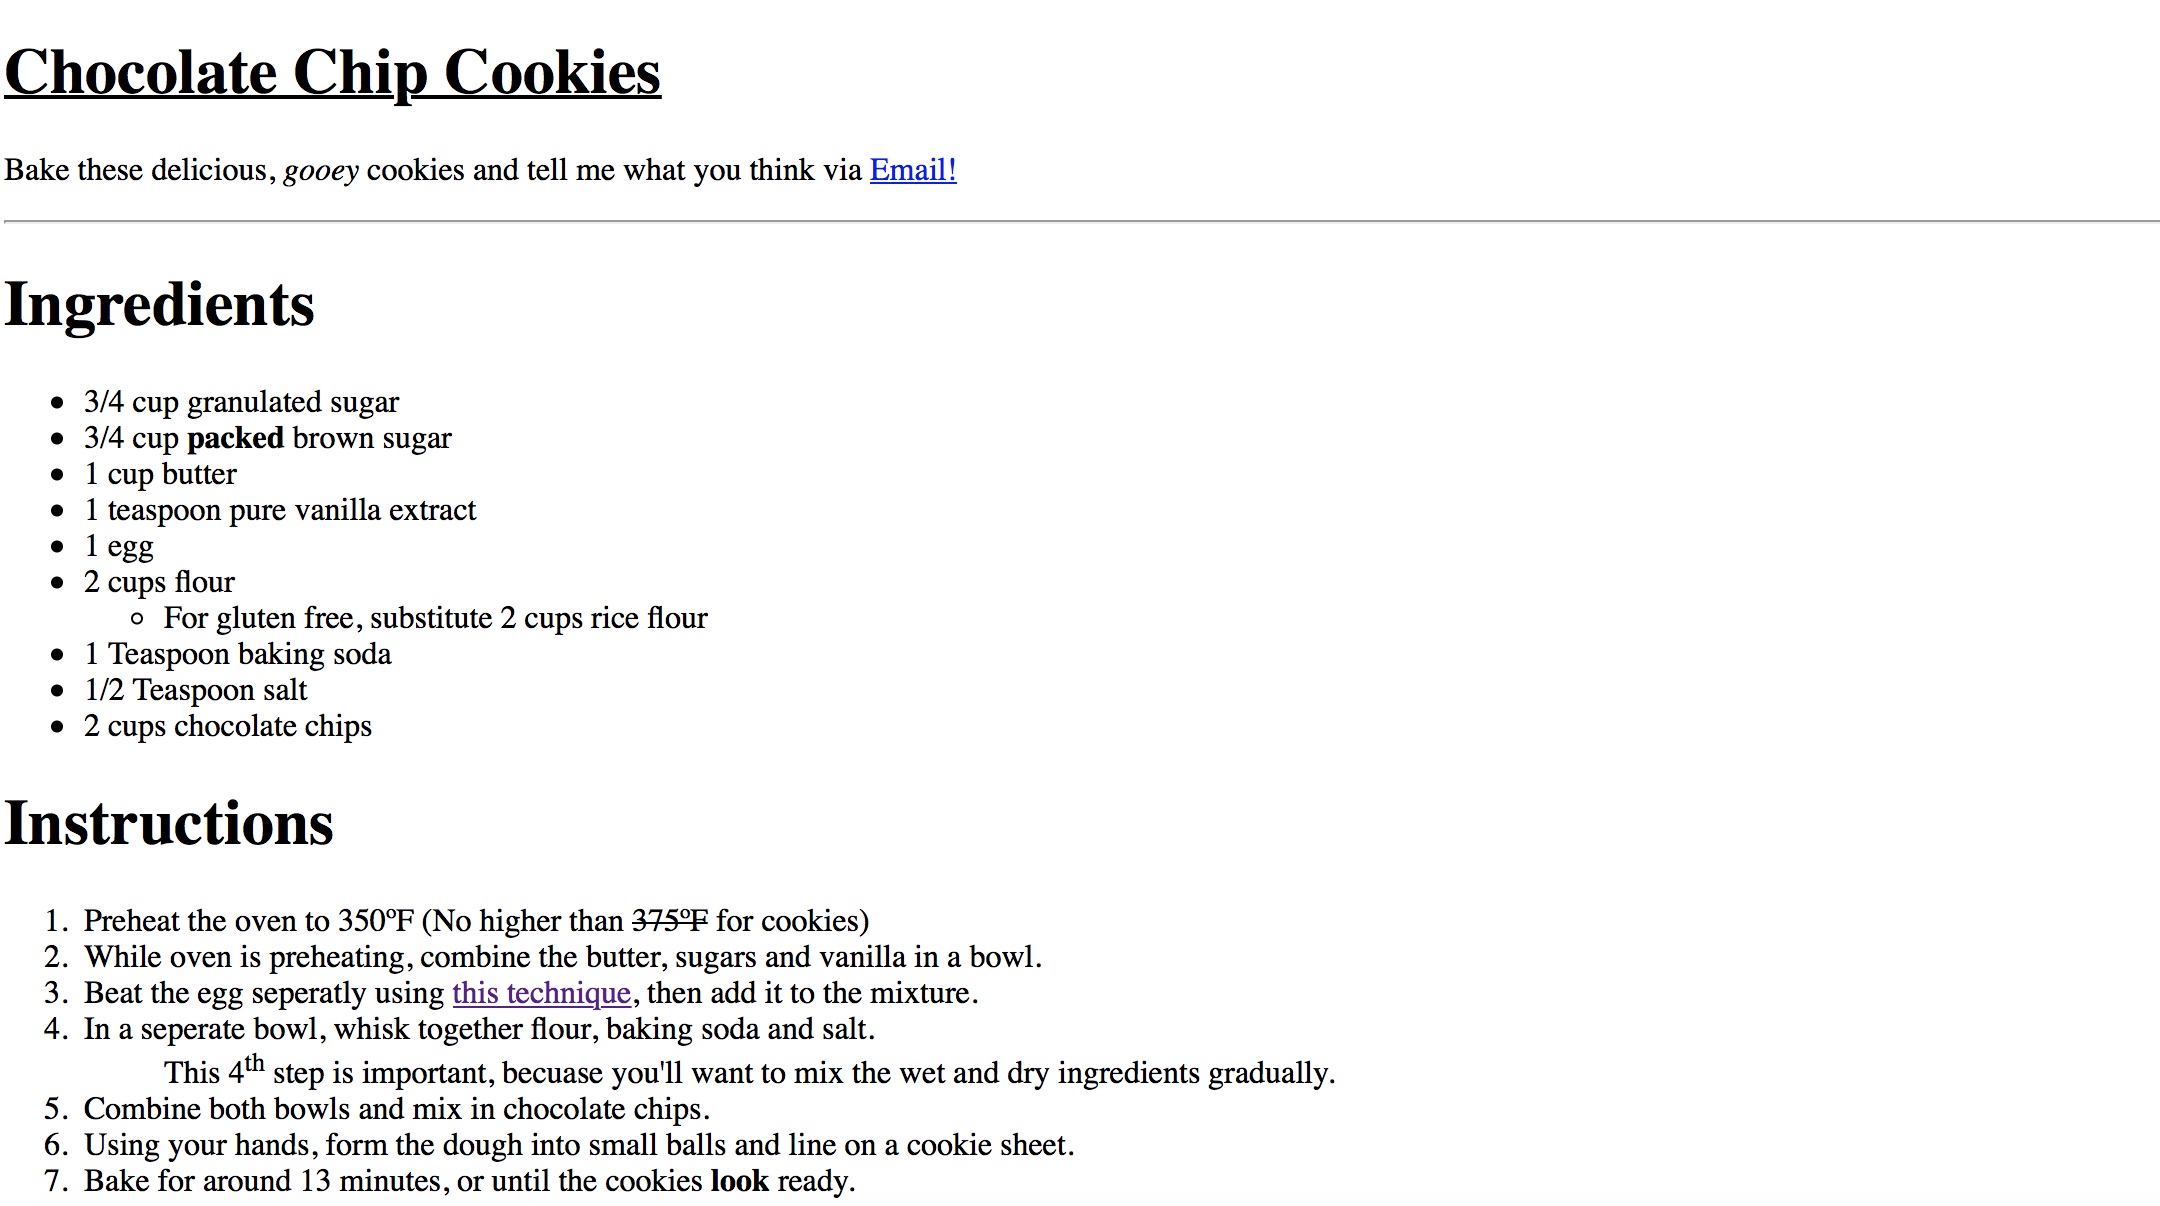 Chocolate Chip Cookies
Bake these delicious, gooey cookies and tell me what you think via Email!
Ingredients
• 3/4 cup granulated sugar
• 3/4 cup packed brown sugar
• 1 cup butter
• 1 teaspoon pure vanilla extract
• 1 egg
• 2 cups flour
◦ For gluten free, substitute 2 cups rice flour
• 1 Teaspoon baking soda
• 1/2 Teaspoon salt
• 2 cups chocolate chips
Instructions
1. Preheat the oven to 350ºF (No higher than 375ºF for cookies)
2. While oven is preheating, combine the butter, sugars and vanilla in a bowl.
3. Beat the egg seperatly using this technique, then add it to the mixture.
4. In a seperate bowl, whisk together flour, baking soda and salt.
This 4th step is important, becuase you'll want to mix the wet and dry ingredients gradually.
5. Combine both bowls and mix in chocolate chips.
6. Using your hands, form the dough into small balls and line on a cookie sheet.
7. Bake for around 13 minutes, or until the cookies look ready.